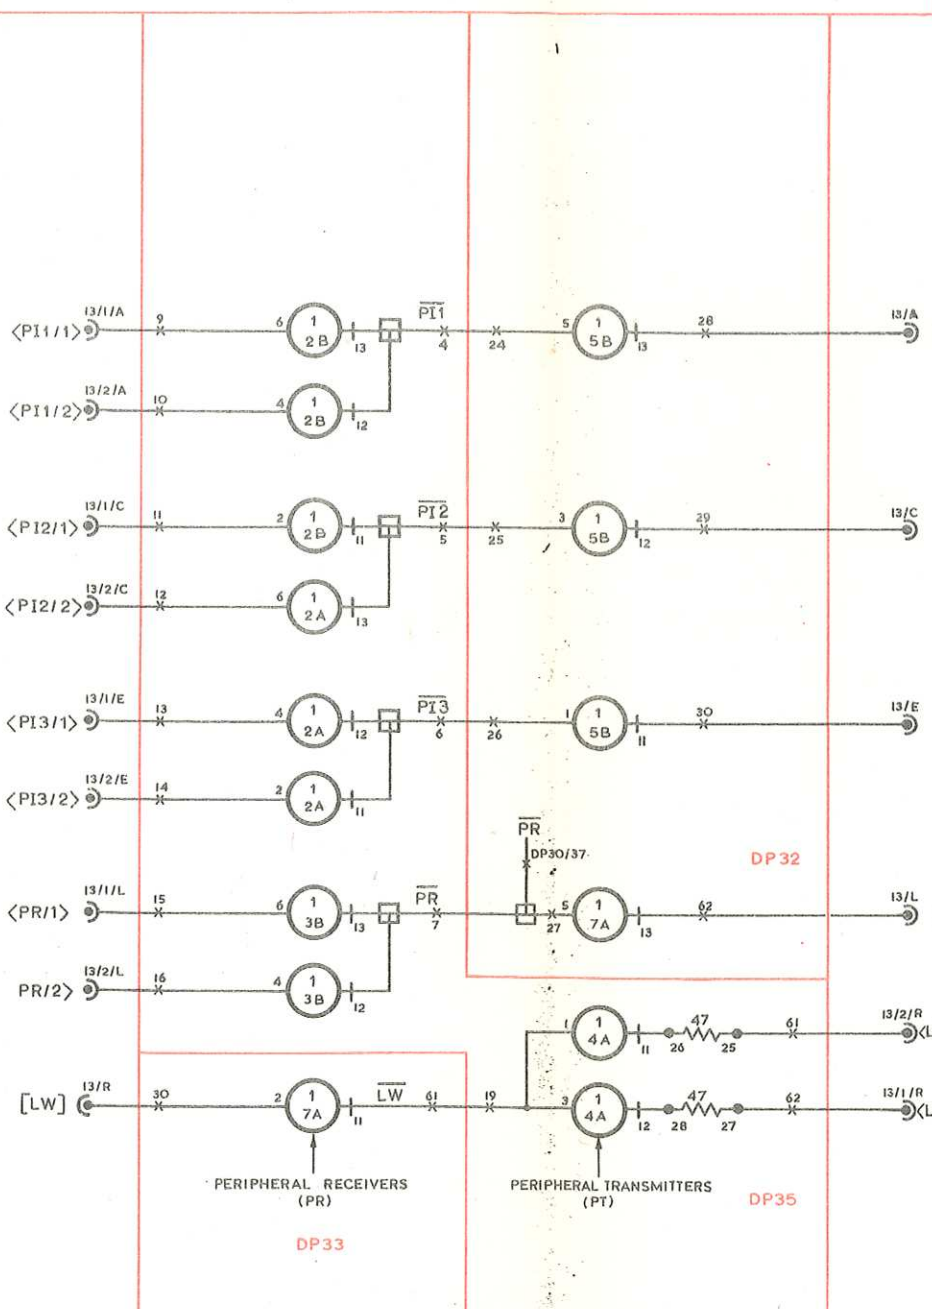 13/1/A 9 6 1 2B 13 P̅I̅1̅ 4 24 5 1 5B 13 28 13/A
<PI1/1>
13/2/A 10 4 1 2B 12
<PI1/2>
13/1/C 11 2 1 2B 11 P̅I̅2̅ 5 25 3 1 5B 12 29 13/C
<PI2/1>
13/2/C 12 6 1 2A 13
<PI2/2>
13/1/E 13 4 1 2A 12 P̅I̅3̅ 6 26 1 1 5B 11 30 13/E
<PI3/1>
13/2/E 14 2 1 2A 11
<PI3/2>
P̅R̅
DP30/37
DP32
13/1/L 15 6 1 3B 13 P̅R̅ 7 27 5 1 7A 13 62 13/L
<PR/1>
13/2/L 16 4 1 3B 12
PR/2>
1 1 4A 11 26 47 25 61 13/2/R <L
13/R 30 2 1 7A 11 L̅W̅ 61 19 3 1 4A 12 28 47 27 62 13/1/R <L
[LW]
PERIPHERAL RECEIVERS
(PR)
PERIPHERAL TRANSMITTERS
(PT)
DP35
DP33